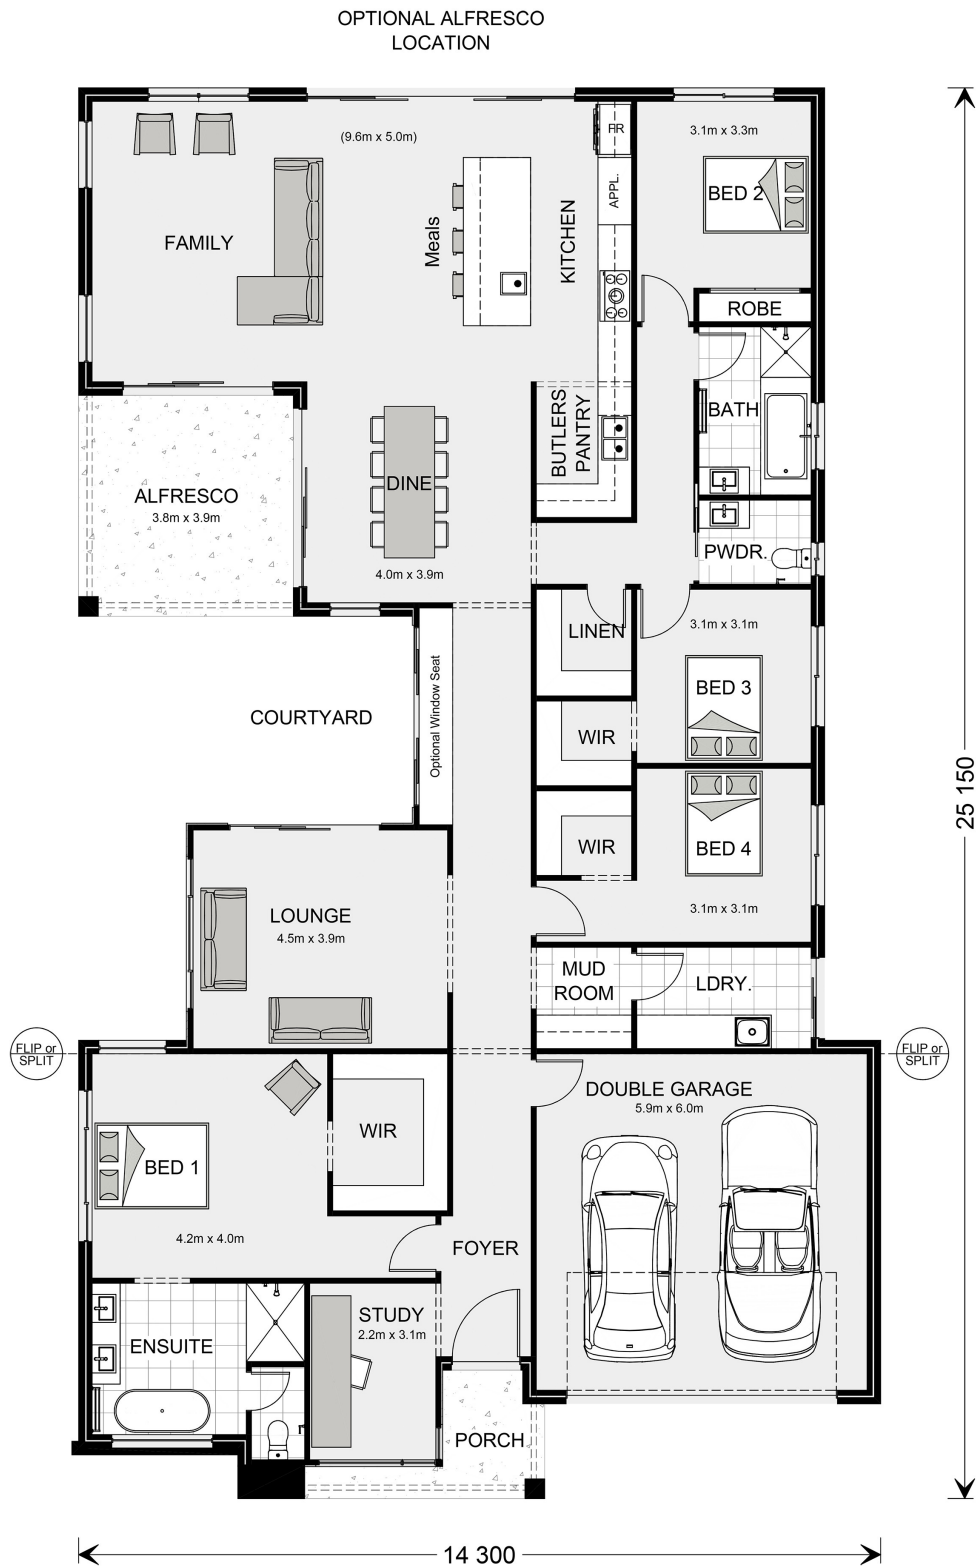 OPTIONAL ALFRESCO
LOCATION
(9.6m x 5.0m)
FR
3.1m x 3.3m
APPL.
BED 2
FAMILY
Meals
KITCHEN
ROBE
BUTLERS
PANTRY
BATH
DINE
ALFRESCO
3.8m x 3.9m
4.0m x 3.9m
PWDR.
LINEN
3.1m x 3.1m
BED 3
COURTYARD
Optional Window Seat
WIR
25 150
WIR
BED 4
3.1m x 3.1m
LOUNGE
4.5m x 3.9m
MUD
ROOM
LDRY.
FLIP or
SPLIT
FLIP or
SPLIT
DOUBLE GARAGE
5.9m x 6.0m
WIR
BED 1
4.2m x 4.0m
FOYER
STUDY
2.2m x 3.1m
ENSUITE
PORCH
14 300